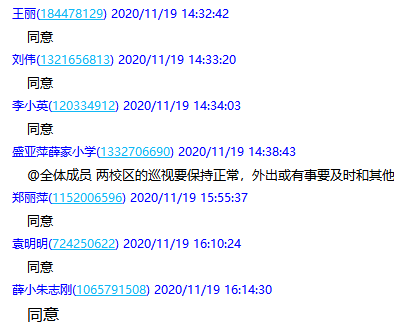 王丽(184478129) 2020/11/19 14:32:42
同意
刘伟(1321656813) 2020/11/19 14:33:20
同意
李小英(120334912) 2020/11/19 14:34:03
同意
盛亚萍薛家小学(1332706690) 2020/11/19 14:38:43
@全体成员 两校区的巡视要保持正常，外出或有事要及时和其他
郑丽萍(1152006596) 2020/11/19 15:55:37
同意
袁明明(724250622) 2020/11/19 16:10:24
同意
薛小朱志刚(1065791508) 2020/11/19 16:14:30
同意